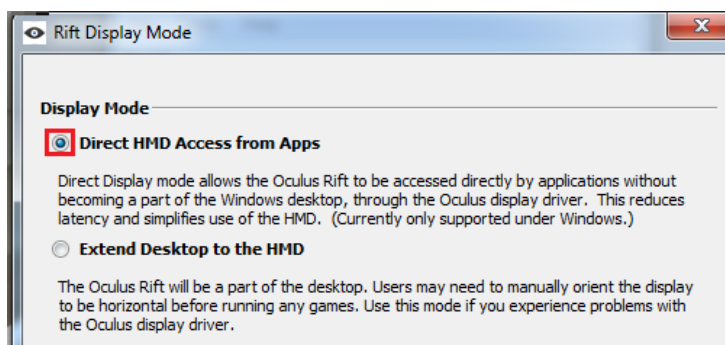 Rift Display Mode
Display Mode
Direct HMD Access from Apps
Direct Display mode allows the Oculus Rift to be accessed directly by applications without
becoming a part of the Windows desktop, through the Oculus display driver. This reduces
latency and simplifies use of the HMD. (Currently only supported under Windows.)
Extend Desktop to the HMD
The Oculus Rift will be a part of the desktop. Users may need to manually orient the display
to be horizontal before running any games. Use this mode if you experience problems with
the Oculus display driver.